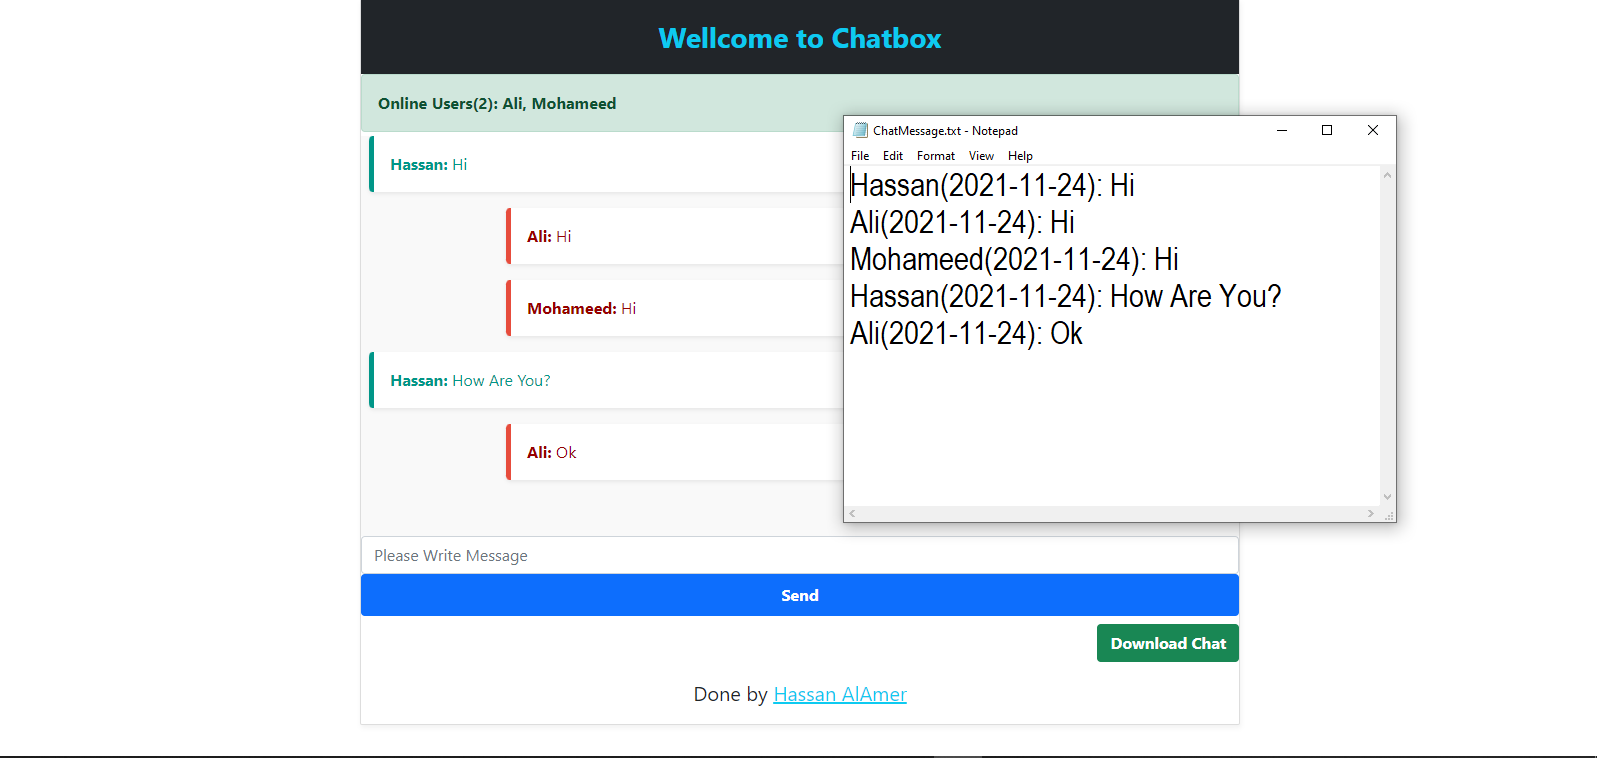 Wellcome to Chatbox
Online Users(2): Ali, Mohameed
Hassan: Hi
Ali: Hi
Mohameed: Hi
Hassan: How Are You?
Ali: Ok
ChatMessage.txt - Notepad
File Edit Format View Help
Hassan(2021-11-24): Hi
Ali(2021-11-24): Hi
Mohameed(2021-11-24): Hi
Hassan(2021-11-24): How Are You?
Ali(2021-11-24): Ok
Please Write Message
Send
Download Chat
Done by Hassan AlAmer